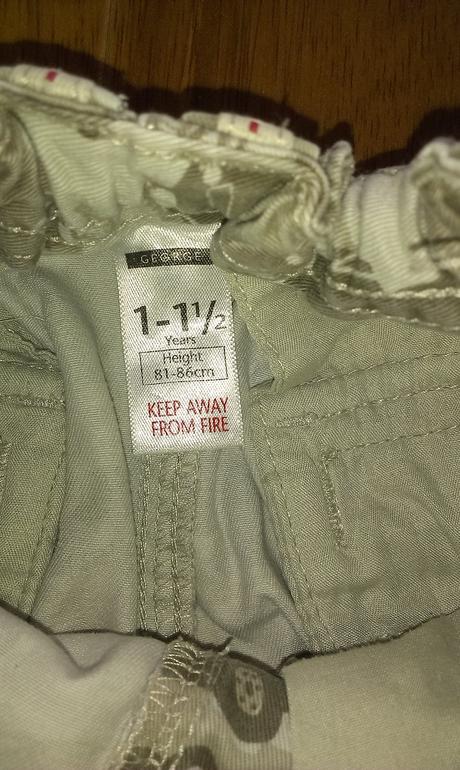 GEORGE
1-1½
Years
Height
81-86cm
KEEP AWAY
FROM FIRE